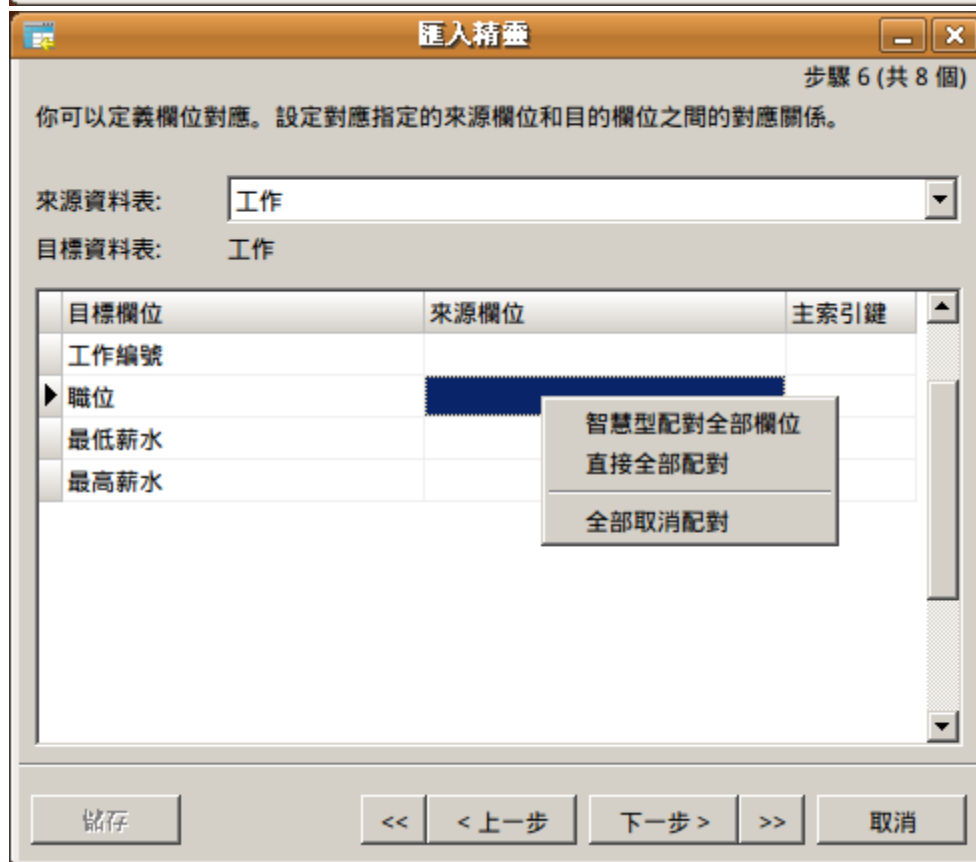 匯入精靈
步驟 6 (共 8 個)
你可以定義欄位對應。設定對應指定的來源欄位和目的欄位之間的對應關係。
來源資料表: 工作
目標資料表: 工作
目標欄位 來源欄位 主索引鍵
工作編號
職位
智慧型配對全部欄位
最低薪水
直接全部配對
最高薪水
全部取消配對
儲存 << < 上一步 下一步 > >> 取消